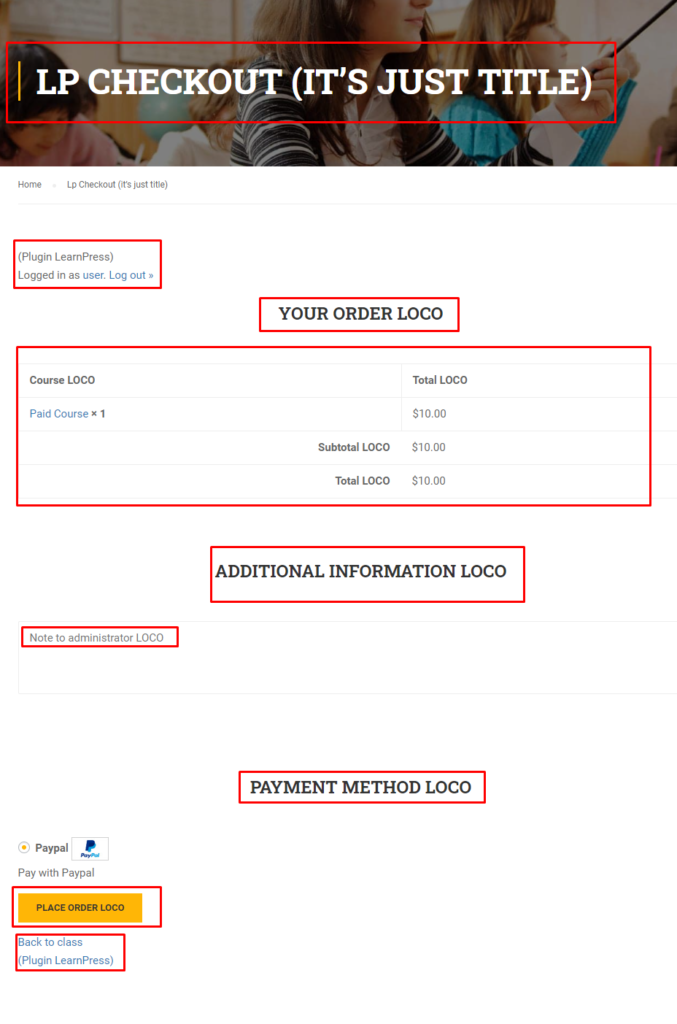 LP CHECKOUT (IT’S JUST TITLE)
Home Lp Checkout (it's just title)
(Plugin LearnPress)
Logged in as user. Log out »
YOUR ORDER LOCO
Course LOCO Total LOCO
Paid Course × 1 $10.00
Subtotal LOCO $10.00
Total LOCO $10.00
ADDITIONAL INFORMATION LOCO
Note to administrator LOCO
PAYMENT METHOD LOCO
Paypal PayPal
Pay with Paypal
PLACE ORDER LOCO
Back to class
(Plugin LearnPress)